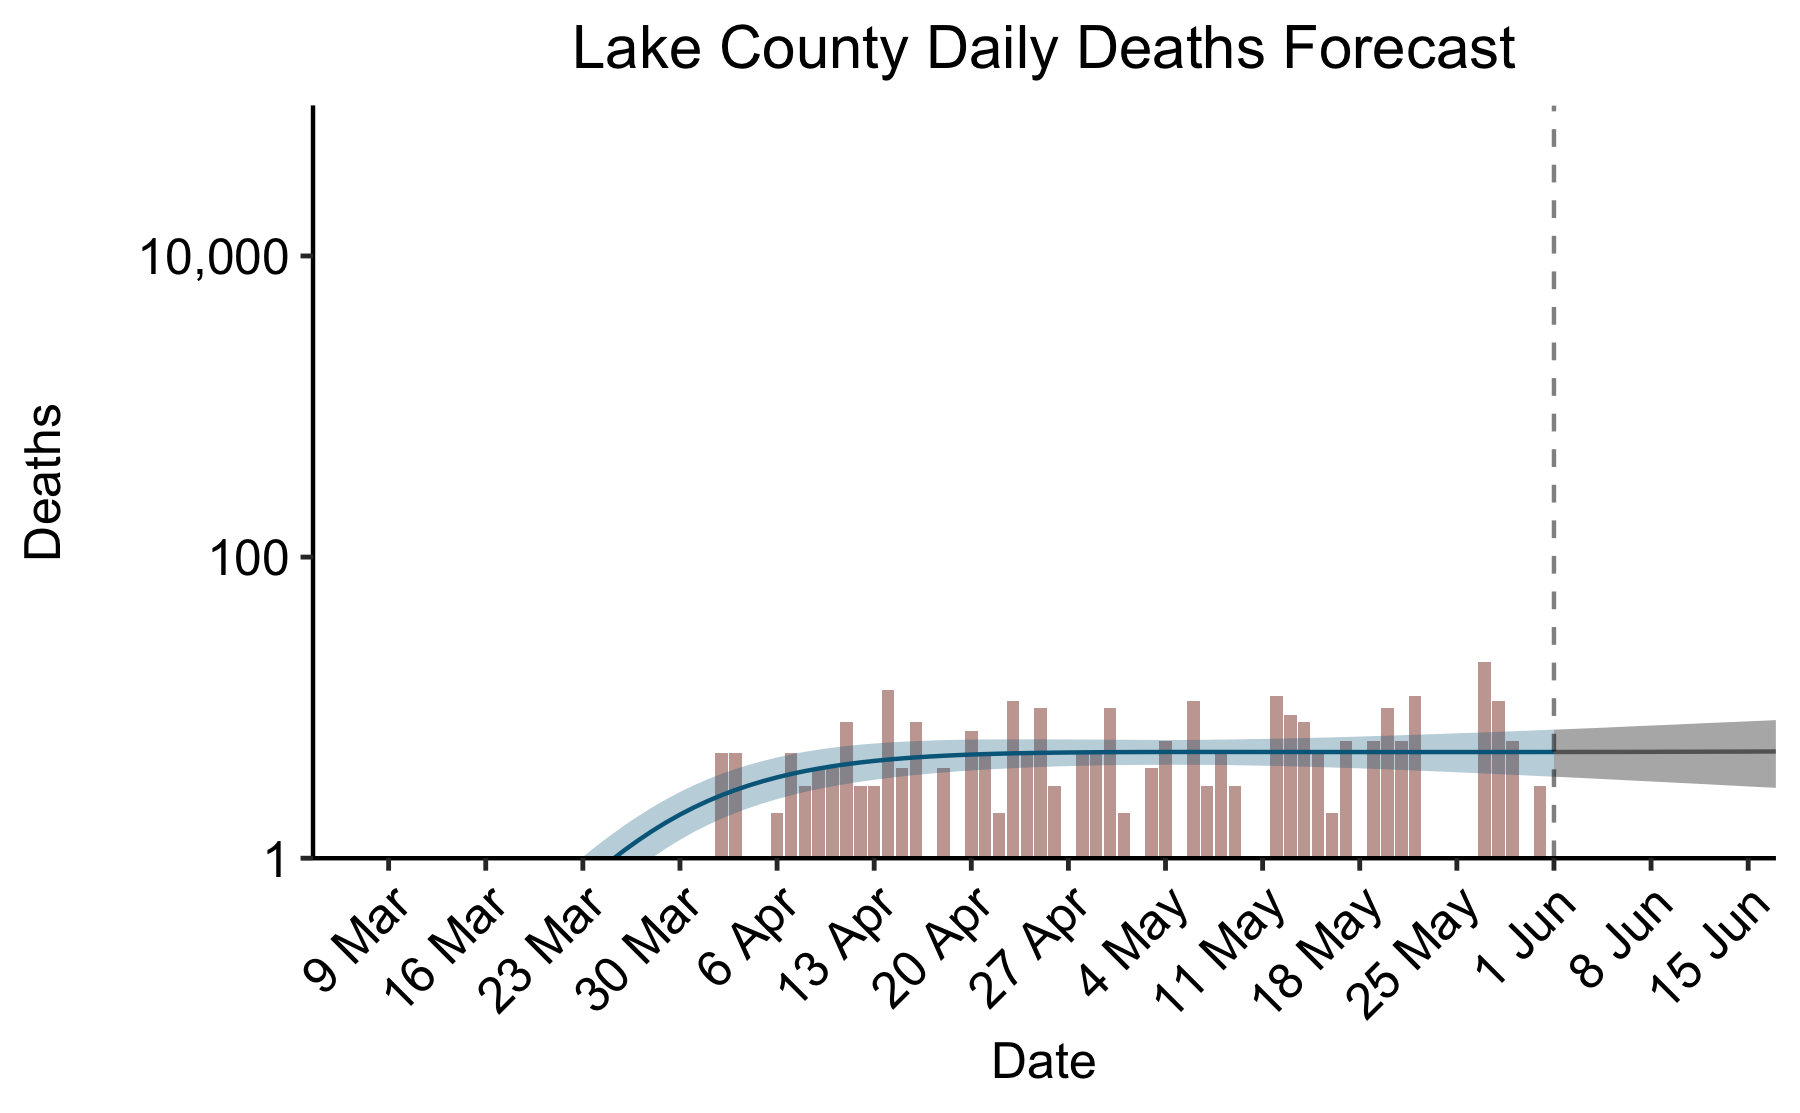 Lake County Daily Deaths Forecast
10,000
100
1
Deaths
9 Mar
16 Mar
23 Mar
30 Mar
6 Apr
13 Apr
20 Apr
27 Apr
4 May
11 May
18 May
25 May
1 Jun
8 Jun
15 Jun
Date